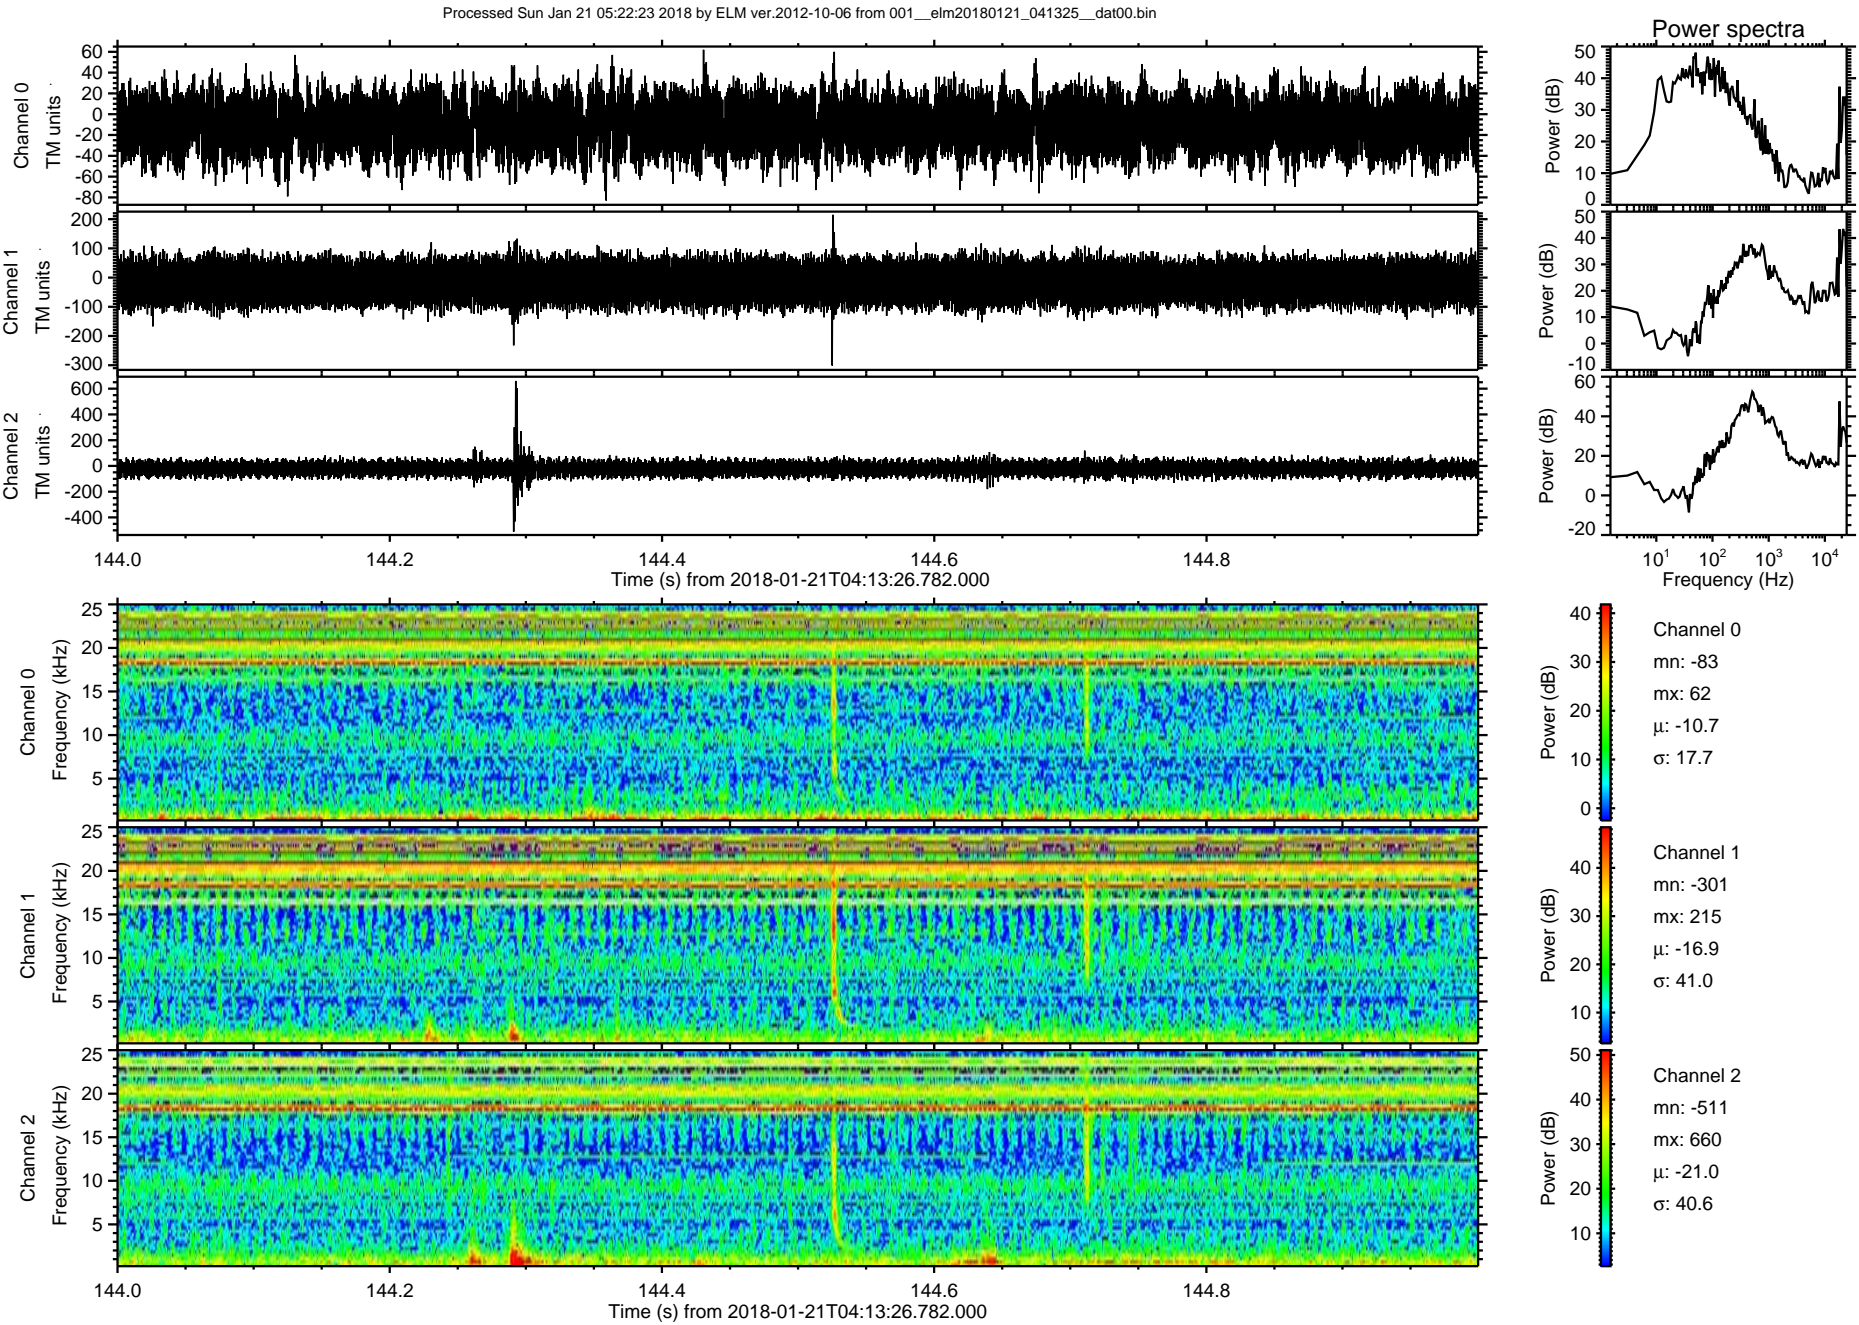 Processed Sun Jan 21 05:22:23 2018 by ELM ver.2012-10-06 from 001__elm20180121_041325__dat00.bin
Power spectra
Channel 0
TM units
60
40
20
0
-20
-40
-60
-80
Power (dB)
50
40
30
20
10
0
Channel 1
TM units
200
100
0
-100
-200
-300
Power (dB)
50
40
30
20
10
0
-10
Channel 2
TM units
600
400
200
0
-200
-400
Power (dB)
60
40
20
0
-20
144.0 144.2 144.4 144.6 144.8
Time (s) from 2018-01-21T04:13:26.782.000
10¹ 10² 10³ 10⁴
Frequency (Hz)
Channel 0
Frequency (kHz)
25
20
15
10
5
Power (dB)
40
30
20
10
0
Channel 0
mn: -83
mx: 62
μ: -10.7
σ: 17.7
Channel 1
Frequency (kHz)
25
20
15
10
5
Power (dB)
40
30
20
10
Channel 1
mn: -301
mx: 215
μ: -16.9
σ: 41.0
Channel 2
Frequency (kHz)
25
20
15
10
5
Power (dB)
50
40
30
20
10
Channel 2
mn: -511
mx: 660
μ: -21.0
σ: 40.6
144.0 144.2 144.4 144.6 144.8
Time (s) from 2018-01-21T04:13:26.782.000